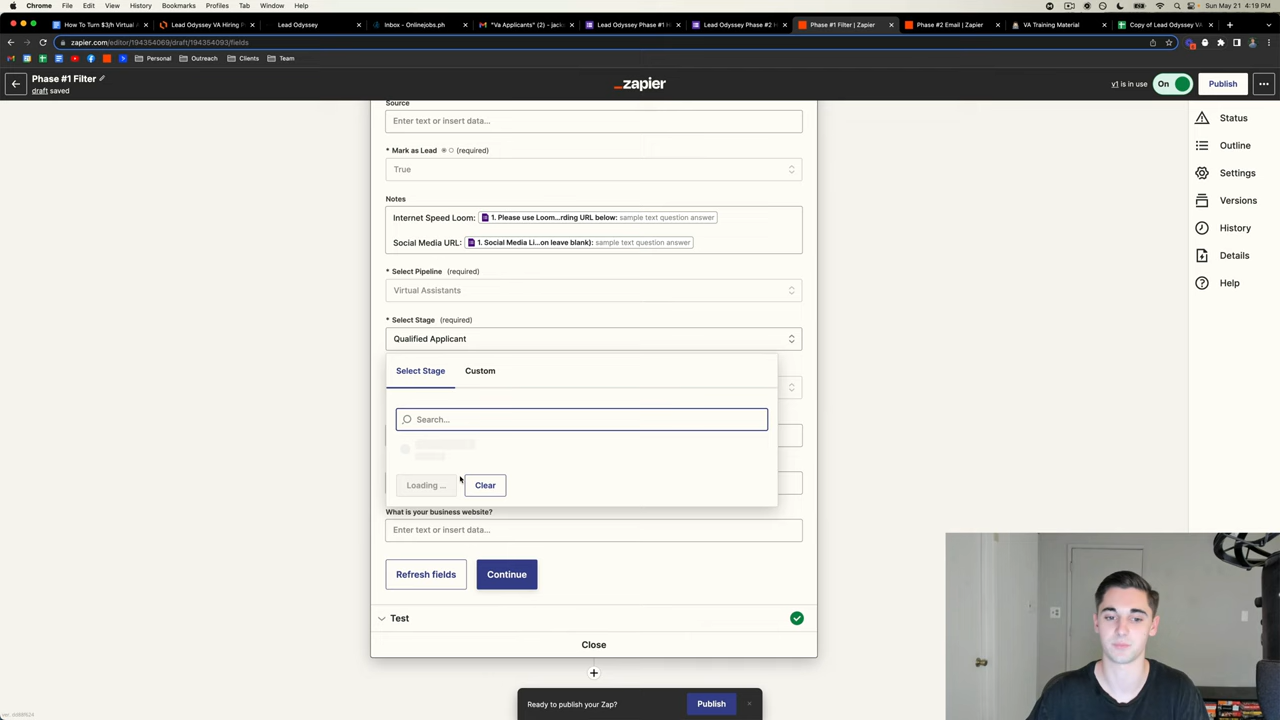 Chrome File Edit View History Bookmarks Profiles Tab Window Help Sun May 21 4:19 PM
How To Turn $3/h Virtual A Lead Odyssey VA Hiring P Lead Odyssey Inbox - Onlinejobs.ph "Va Applicants" (2) - jacks Lead Odyssey Phase #1 H Lead Odyssey Phase #2 H Phase #1 Filter | Zapier Phase #2 Email | Zapier VA Training Material Copy of Lead Odyssey VA
zapier.com/editor/194354069/draft/194354093/fields
Personal Outreach Clients Team
Phase #1 Filter
draft saved
_zapier
v1 is in use
On
Publish
Source
Enter text or insert data...
* Mark as Lead (required)
True
Notes
Internet Speed Loom: 1. Please use Loom...rding URL below: sample text question answer
Social Media URL: 1. Social Media Li...on leave blank): sample text question answer
* Select Pipeline (required)
Virtual Assistants
* Select Stage (required)
Qualified Applicant
Select Stage Custom
Search...
Loading ... Clear
What is your business website?
Enter text or insert data...
Refresh fields Continue
Test
Close
Ready to publish your Zap? Publish
Status
Outline
Settings
Versions
History
Details
Help